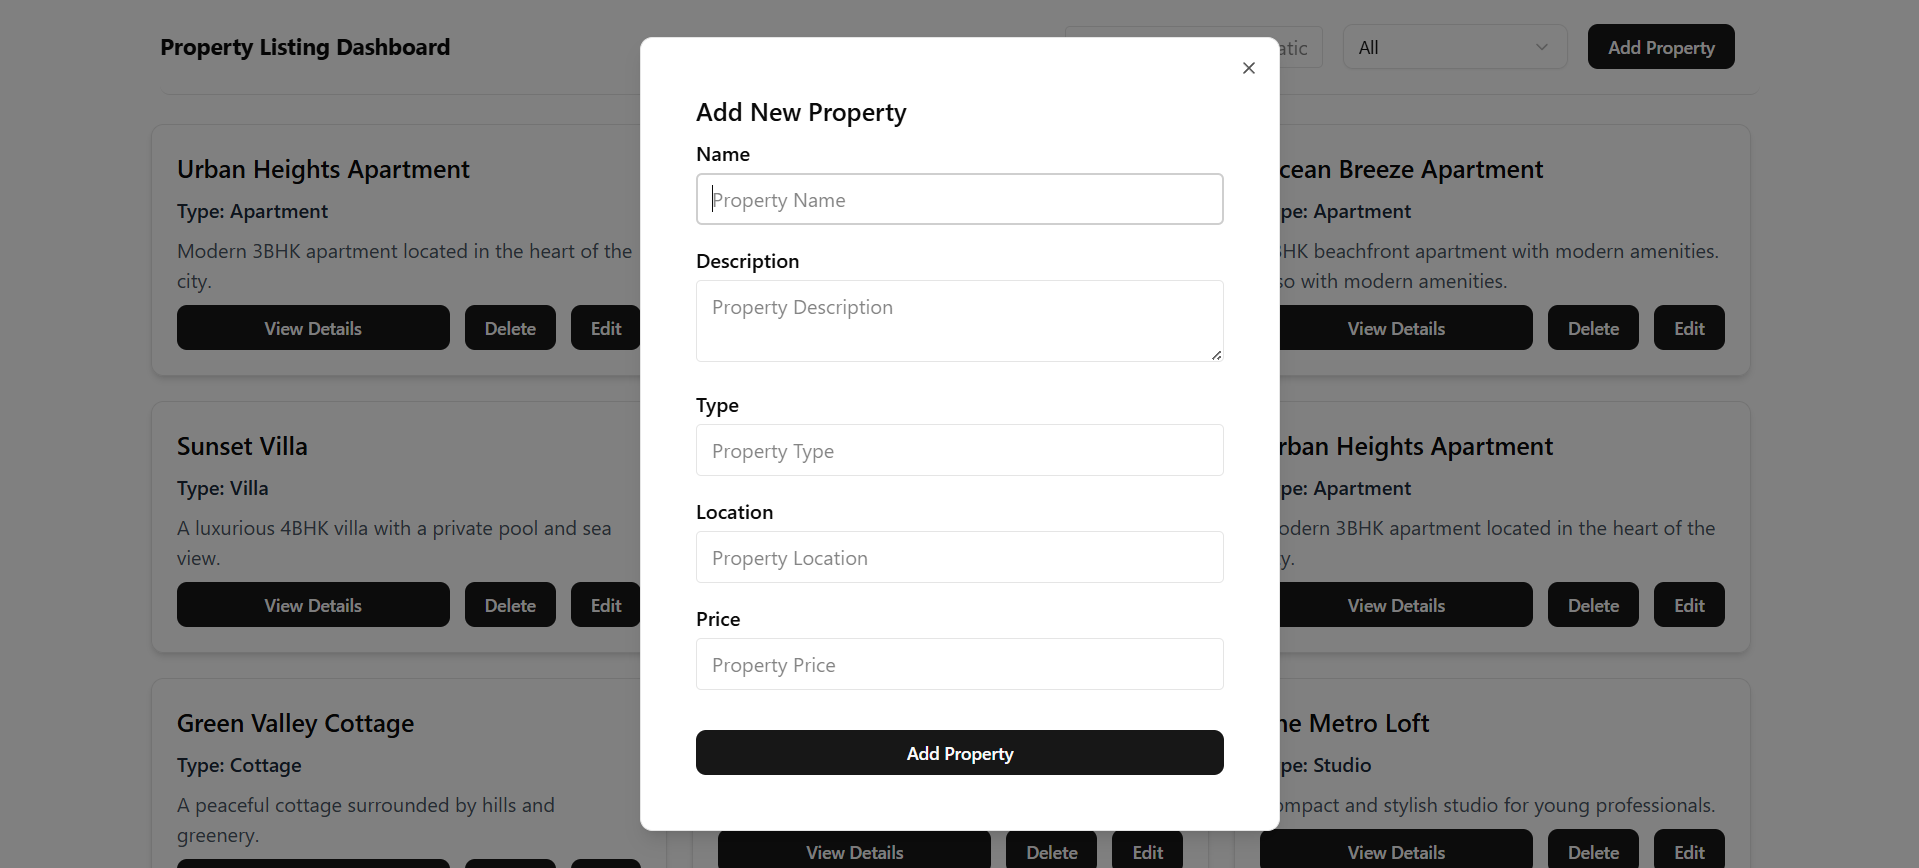 Property Listing Dashboard
All
Add Property
Add New Property
Name
Property Name
Description
Property Description
Type
Property Type
Location
Property Location
Price
Property Price
Add Property
Urban Heights Apartment
Type: Apartment
Modern 3BHK apartment located in the heart of the
city.
View Details
Delete
Edit
cean Breeze Apartment
pe: Apartment
HK beachfront apartment with modern amenities.
so with modern amenities.
View Details
Delete
Edit
Sunset Villa
Type: Villa
A luxurious 4BHK villa with a private pool and sea
view.
View Details
Delete
Edit
rban Heights Apartment
pe: Apartment
odern 3BHK apartment located in the heart of the
y.
View Details
Delete
Edit
Green Valley Cottage
Type: Cottage
A peaceful cottage surrounded by hills and
greenery.
View Details
Delete
Edit
he Metro Loft
pe: Studio
ompact and stylish studio for young professionals.
View Details
Delete
Edit